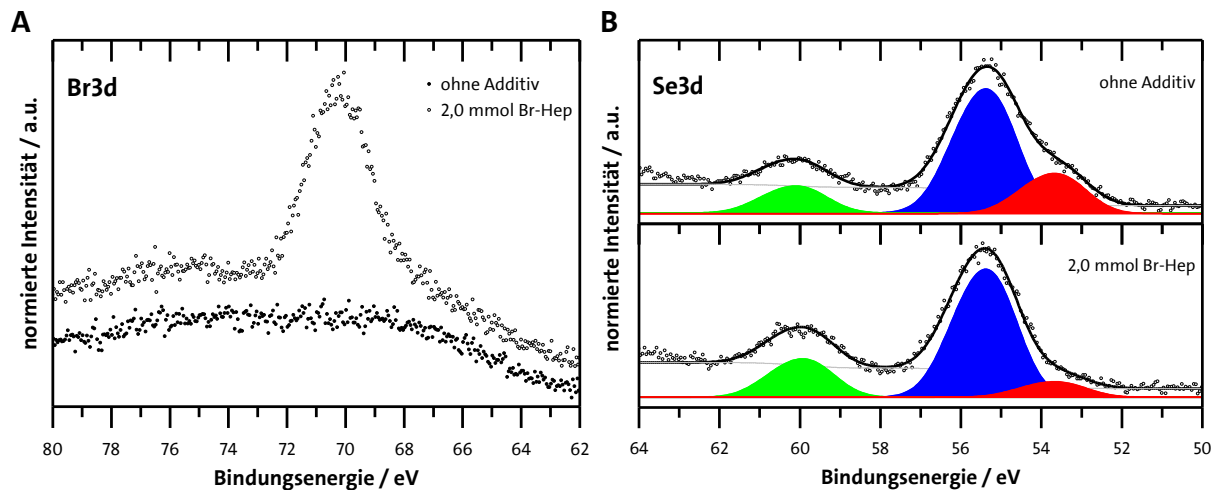 A
Br3d
ohne Additiv
2,0 mmol Br-Hep
normierte Intensität / a.u.
80 78 76 74 72 70 68 66 64 62
Bindungsenergie / eV
B
Se3d
ohne Additiv
2,0 mmol Br-Hep
normierte Intensität / a.u.
64 62 60 58 56 54 52 50
Bindungsenergie / eV